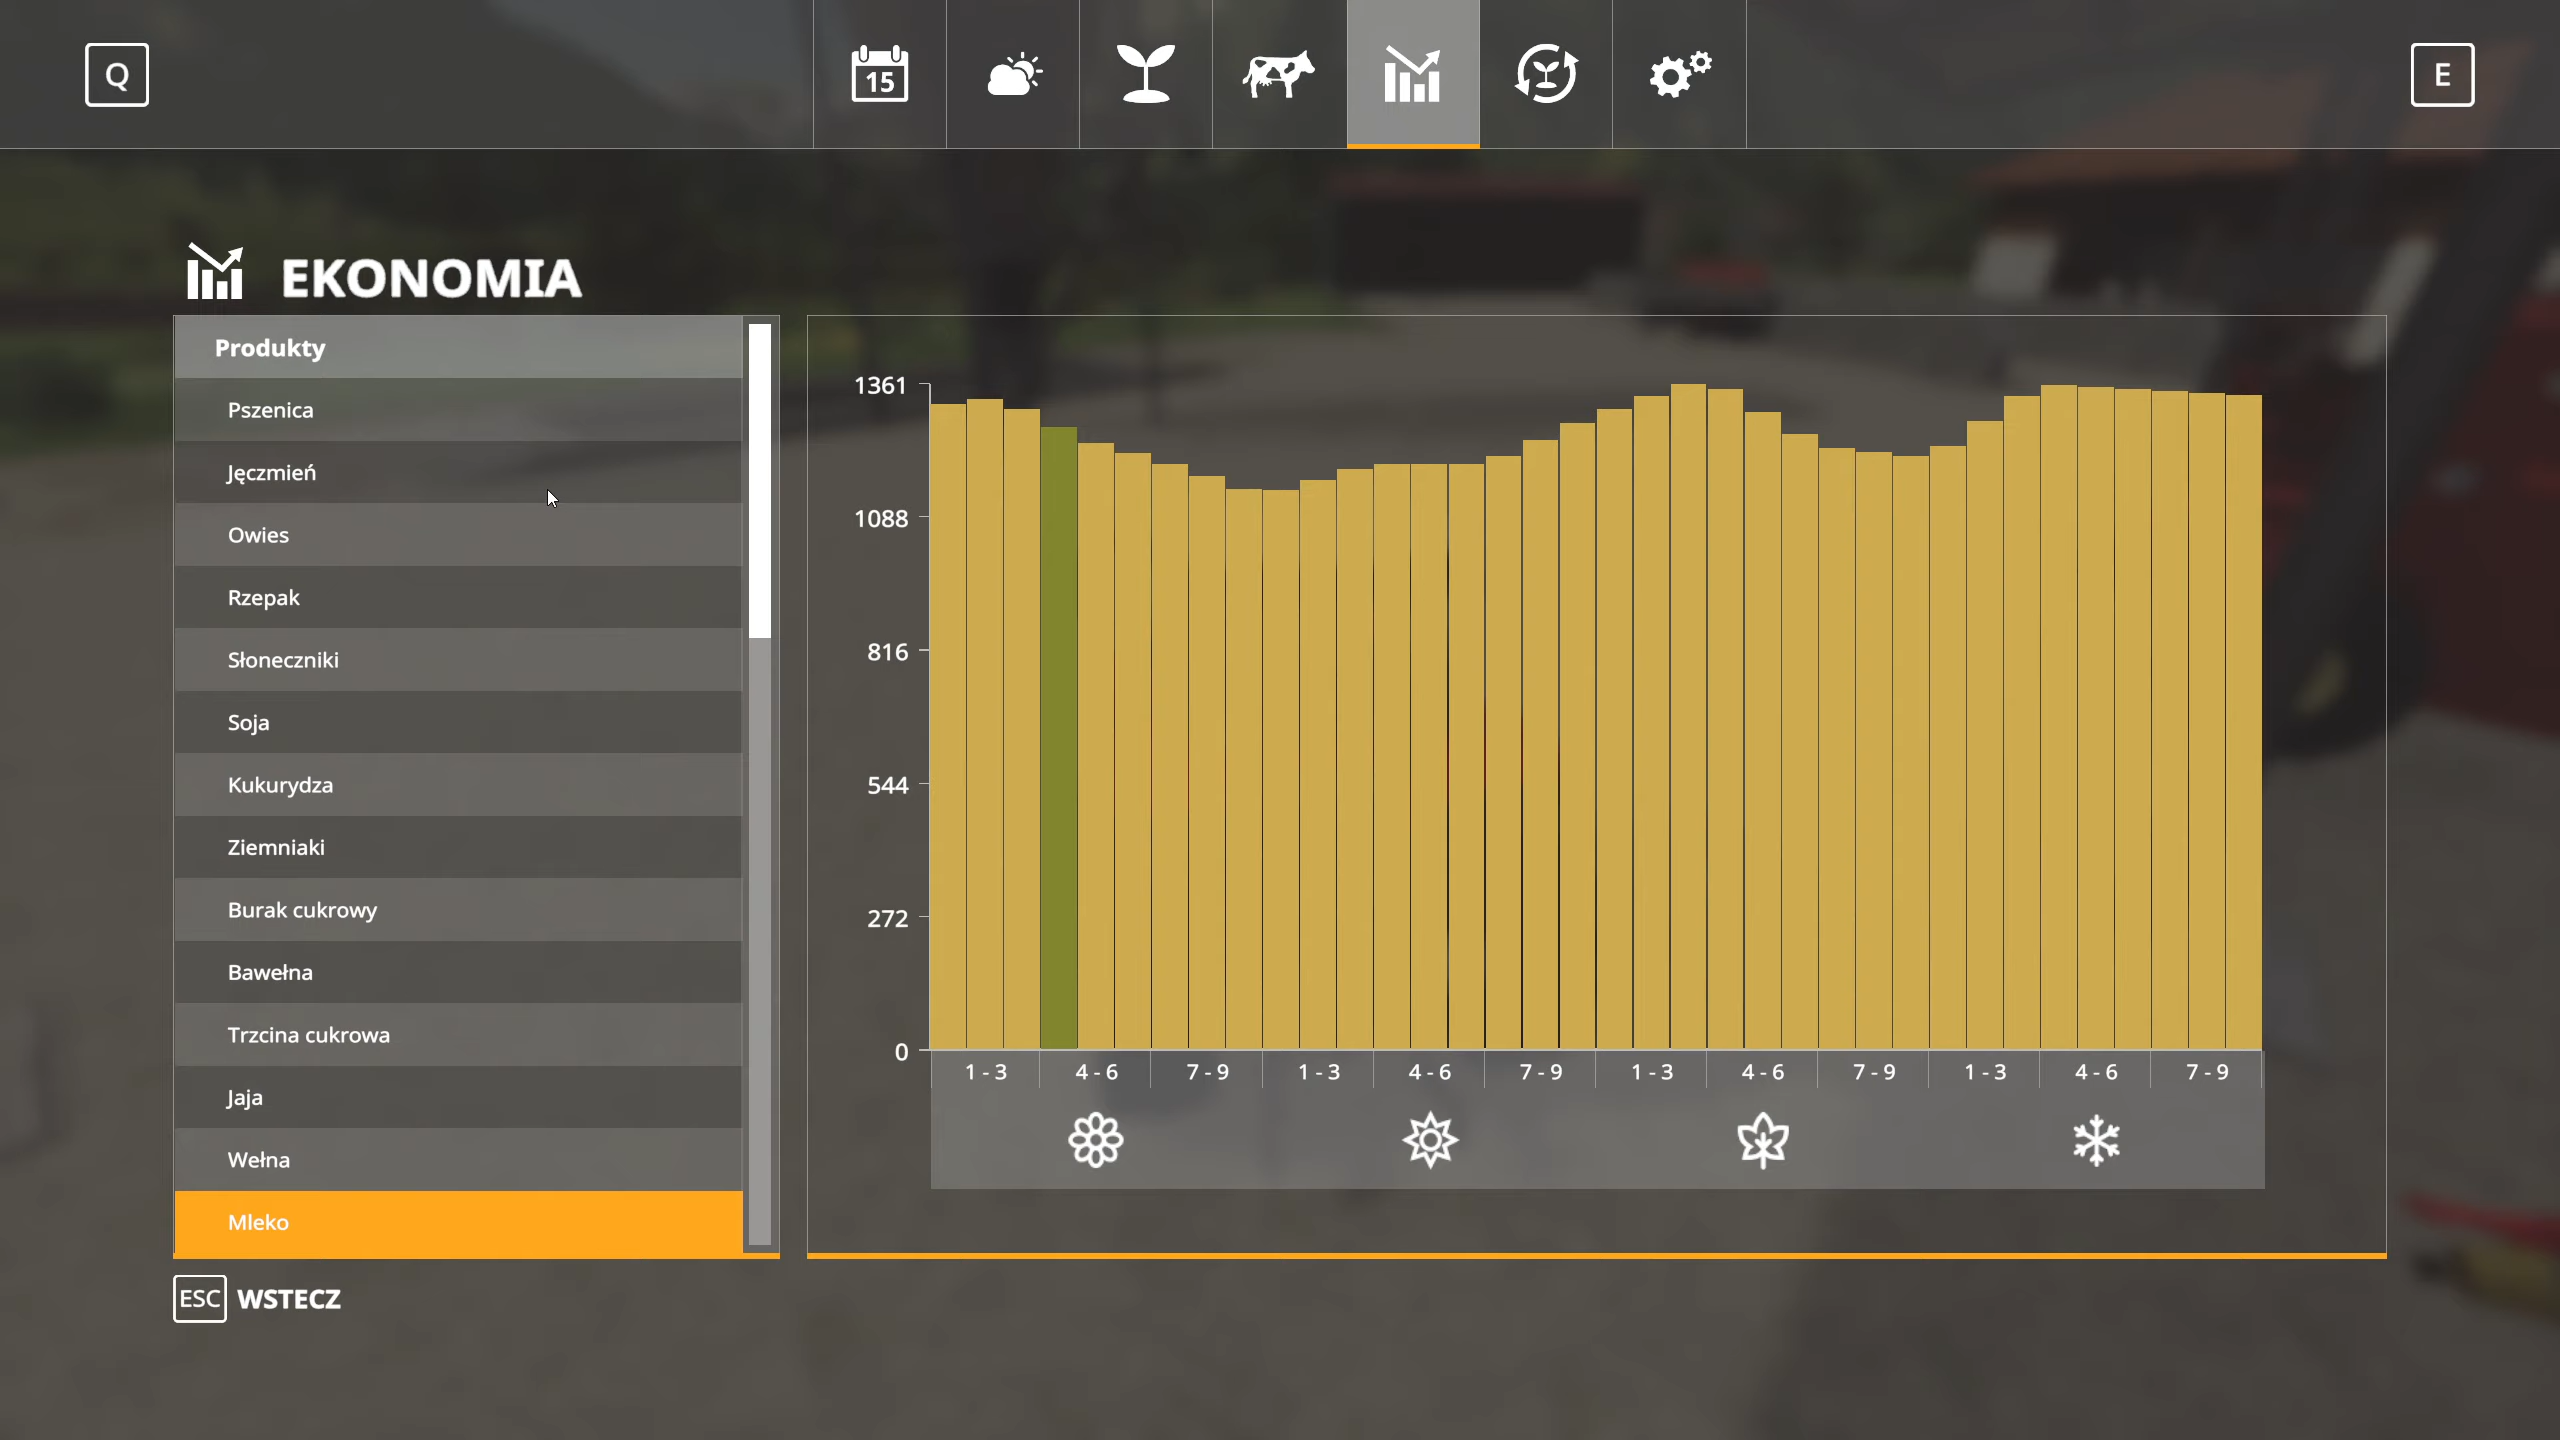 Q
15
E
EKONOMIA
Produkty
Pszenica
Jęczmień
Owies
Rzepak
Słoneczniki
Soja
Kukurydza
Ziemniaki
Burak cukrowy
Bawełna
Trzcina cukrowa
Jaja
Wełna
Mleko
1361
1088
816
544
272
0
1 - 3 4 - 6 7 - 9 1 - 3 4 - 6 7 - 9 1 - 3 4 - 6 7 - 9 1 - 3 4 - 6 7 - 9
ESC WSTECZ